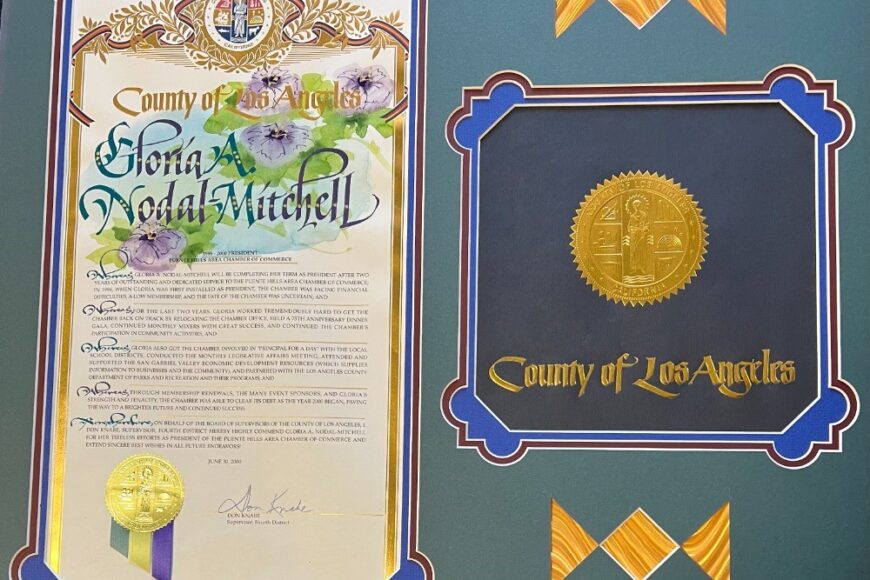 County of Los Angeles
Gloria A.
Nodal-Mitchell
1998 - 2000 PRESIDENT
PUENTE HILLS AREA CHAMBER OF COMMERCE
Whereas, GLORIA A. NODAL-MITCHELL WILL BE COMPLETING HER TERM AS PRESIDENT AFTER TWO
YEARS OF OUTSTANDING AND DEDICATED SERVICE TO THE PUENTE HILLS AREA CHAMBER OF COMMERCE;
IN 1998, WHEN GLORIA WAS FIRST INSTALLED AS PRESIDENT, THE CHAMBER WAS FACING FINANCIAL
DIFFICULTIES, A LOW MEMBERSHIP, AND THE FATE OF THE CHAMBER WAS UNCERTAIN; AND
Whereas, FOR THE LAST TWO YEARS, GLORIA WORKED TREMENDOUSLY HARD TO GET THE
CHAMBER BACK ON TRACK BY RELOCATING THE CHAMBER OFFICE, HELD A 75TH ANNIVERSARY DINNER
GALA, CONTINUED MONTHLY MIXERS WITH GREAT SUCCESS, AND CONTINUED THE CHAMBER'S
PARTICIPATION IN COMMUNITY ACTIVITIES; AND
Whereas, GLORIA ALSO GOT THE CHAMBER INVOLVED IN "PRINCIPAL FOR A DAY" WITH THE LOCAL
SCHOOL DISTRICTS, CONDUCTED THE MONTHLY LEGISLATIVE AFFAIRS MEETING, ATTENDED AND
SUPPORTED THE SAN GABRIEL VALLEY ECONOMIC DEVELOPMENT RESOURCES (WHICH SUPPLIES
INFORMATION TO BUSINESSES AND THE COMMUNITY), AND PARTNERED WITH THE LOS ANGELES COUNTY
DEPARTMENT OF PARKS AND RECREATION AND THEIR PROGRAMS; AND
Whereas, THROUGH MEMBERSHIP RENEWALS, THE MANY EVENT SPONSORS, AND GLORIA'S
STRENGTH AND TENACITY, THE CHAMBER WAS ABLE TO CLEAR ITS DEBT AS THE YEAR 2000 BEGAN, PAVING
THE WAY TO A BRIGHTER FUTURE AND CONTINUED SUCCESS.
Now therefore, ON BEHALF OF THE BOARD OF SUPERVISORS OF THE COUNTY OF LOS ANGELES, I,
DON KNABE, SUPERVISOR, FOURTH DISTRICT HEREBY HIGHLY COMMEND GLORIA A. NODAL-MITCHELL,
FOR HER TIRELESS EFFORTS AS PRESIDENT OF THE PUENTE HILLS AREA CHAMBER OF COMMERCE AND
EXTEND SINCERE BEST WISHES IN ALL FUTURE ENDEAVORS!
JUNE 30, 2000
Don Knabe
DON KNABE
Supervisor, Fourth District
OF LOS ANGELES
CALIFORNIA
County of Los Angeles